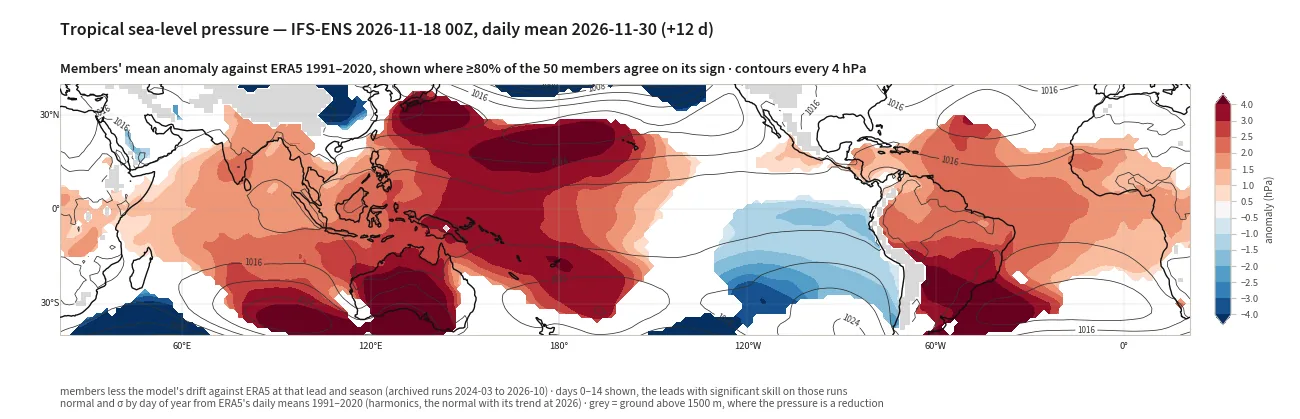 Tropical sea-level pressure — IFS-ENS 2026-11-18 00Z, daily mean 2026-11-30 (+12 d)
Members' mean anomaly against ERA5 1991–2020, shown where ≥80% of the 50 members agree on its sign · contours every 4 hPa
1016
1008
1016
1016
1016
1016
1016
1016
1016
1024
1016
30°N
0°
30°S
60°E
120°E
180°
120°W
60°W
0°
4.0
3.0
2.5
2.0
1.5
1.0
0.5
−0.5
−1.0
−1.5
−2.0
−2.5
−3.0
−4.0
anomaly (hPa)
members less the model's drift against ERA5 at that lead and season (archived runs 2024-03 to 2026-10) · days 0–14 shown, the leads with significant skill on those runs
normal and σ by day of year from ERA5's daily means 1991–2020 (harmonics, the normal with its trend at 2026) · grey = ground above 1500 m, where the pressure is a reduction